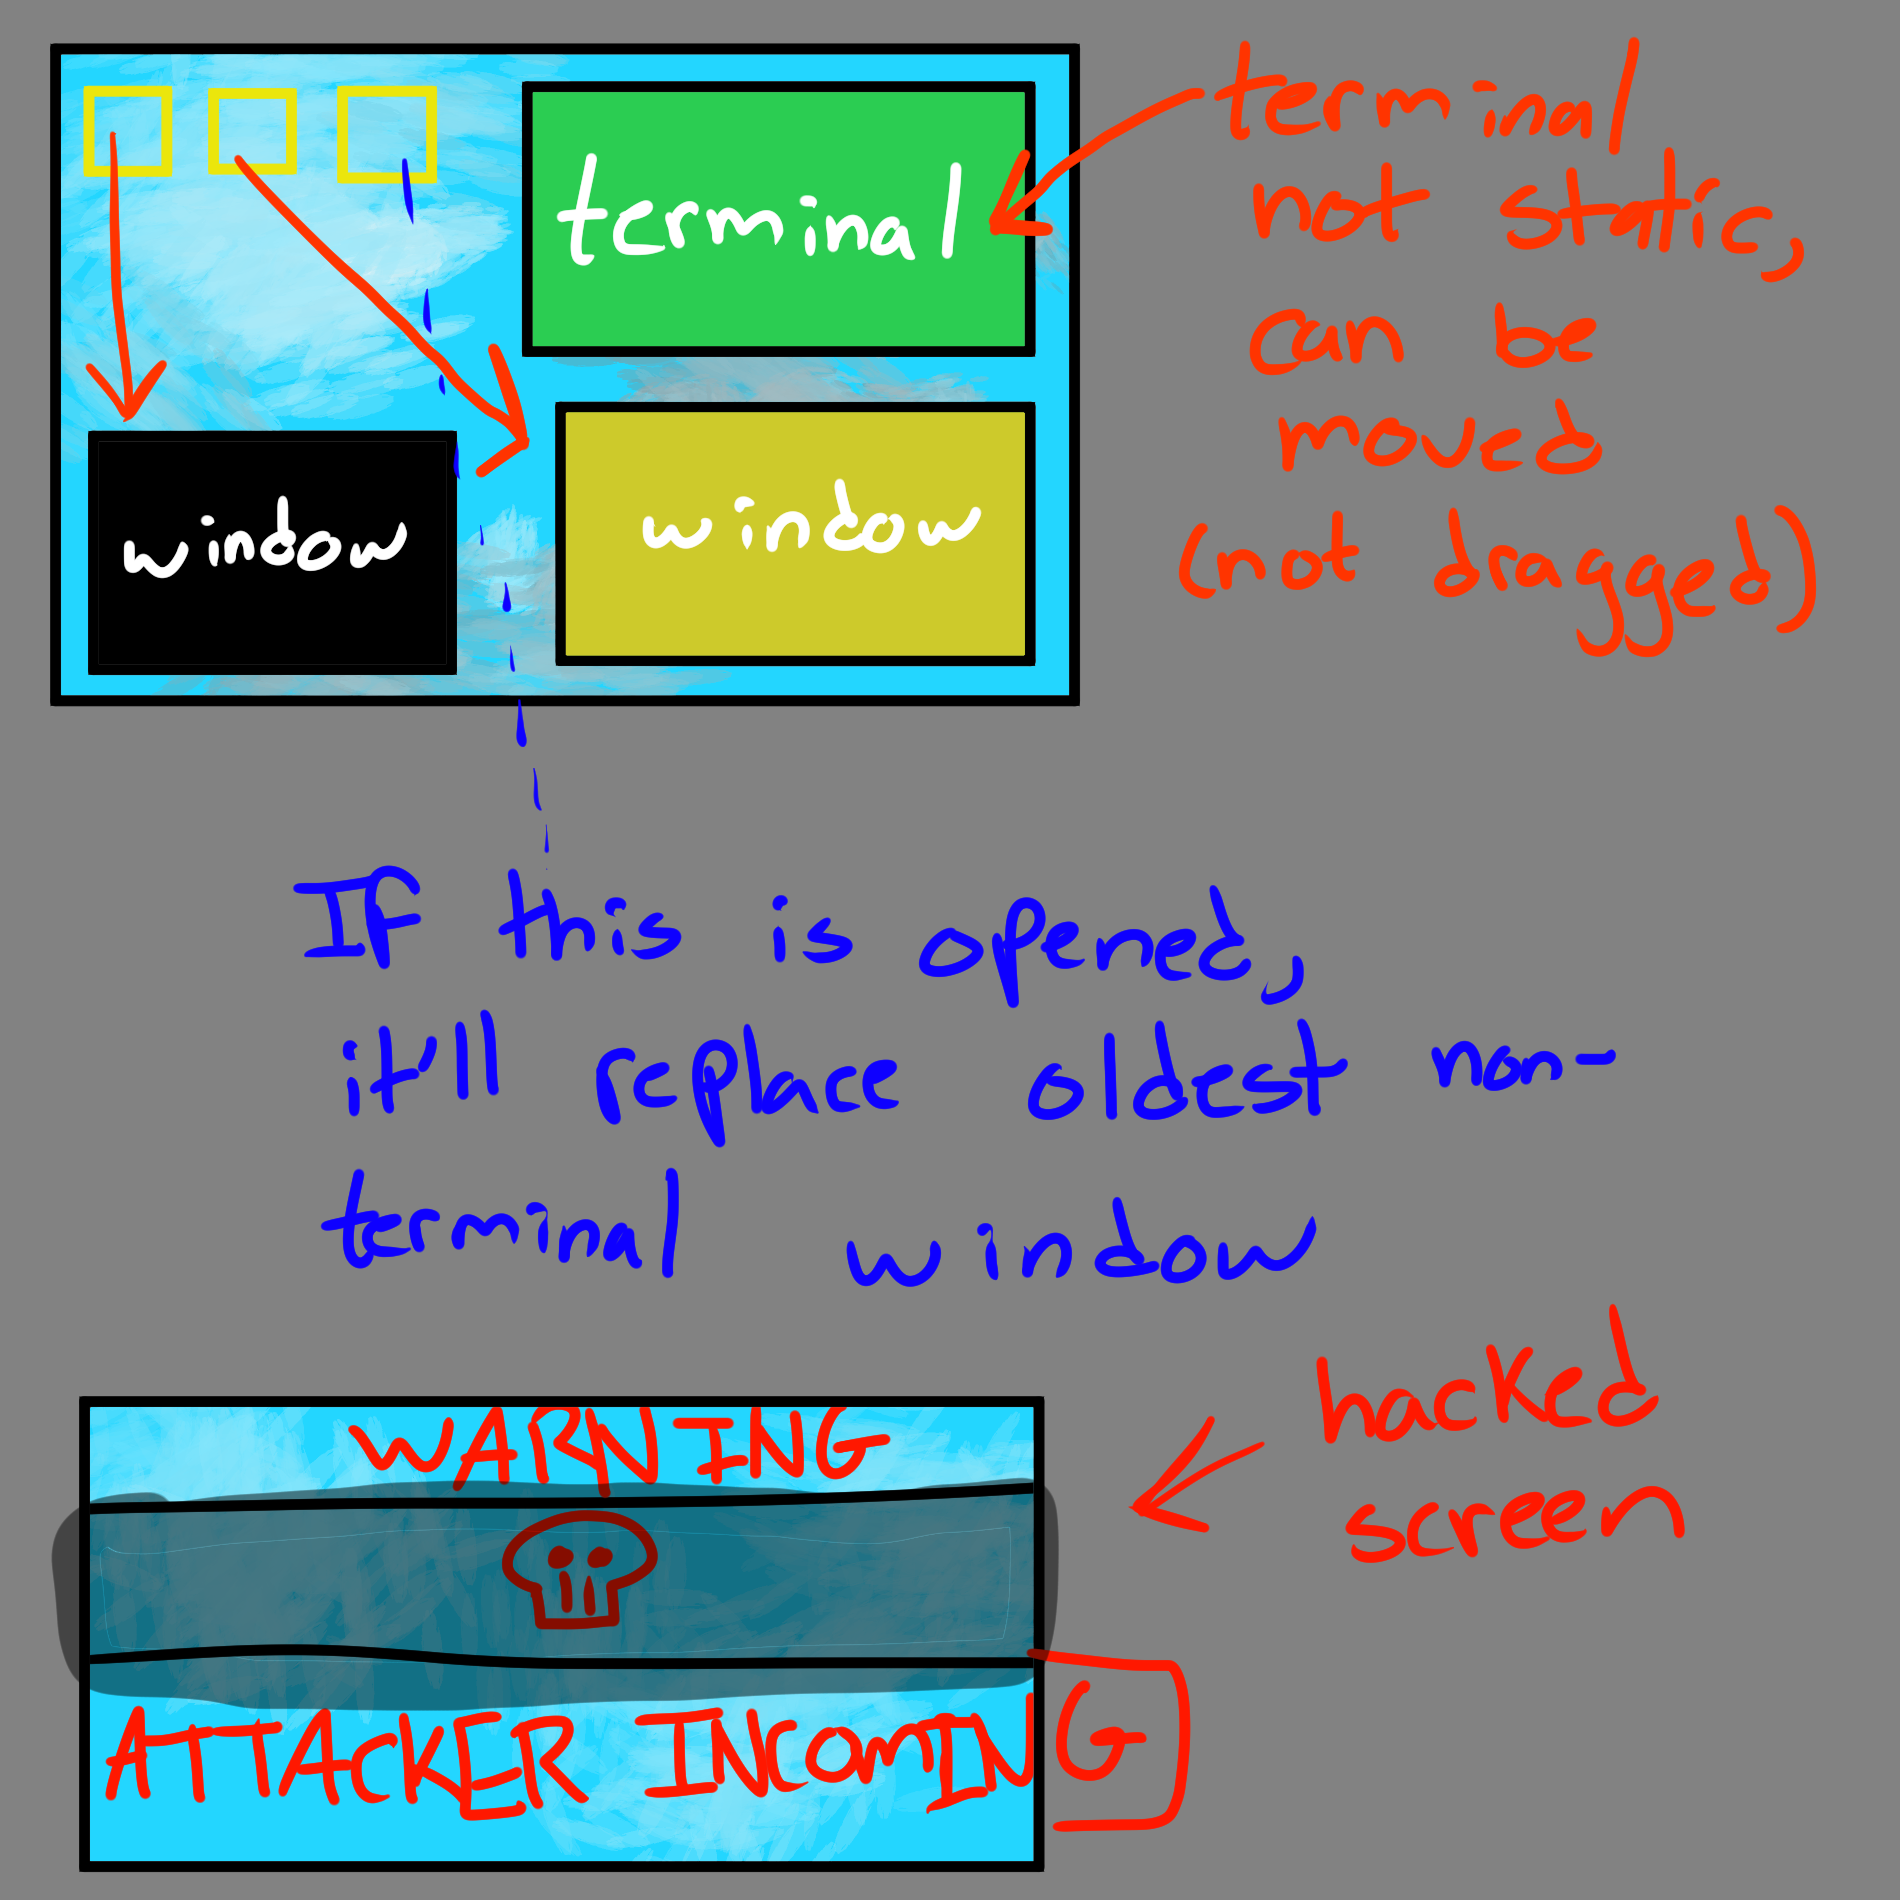 terminal
window
window
terminal
not static,
can be
moved
(not dragged)
If this is opened,
it'll replace oldest non-
terminal window
hacked
screen
WARNING
ATTACKER INCOMING